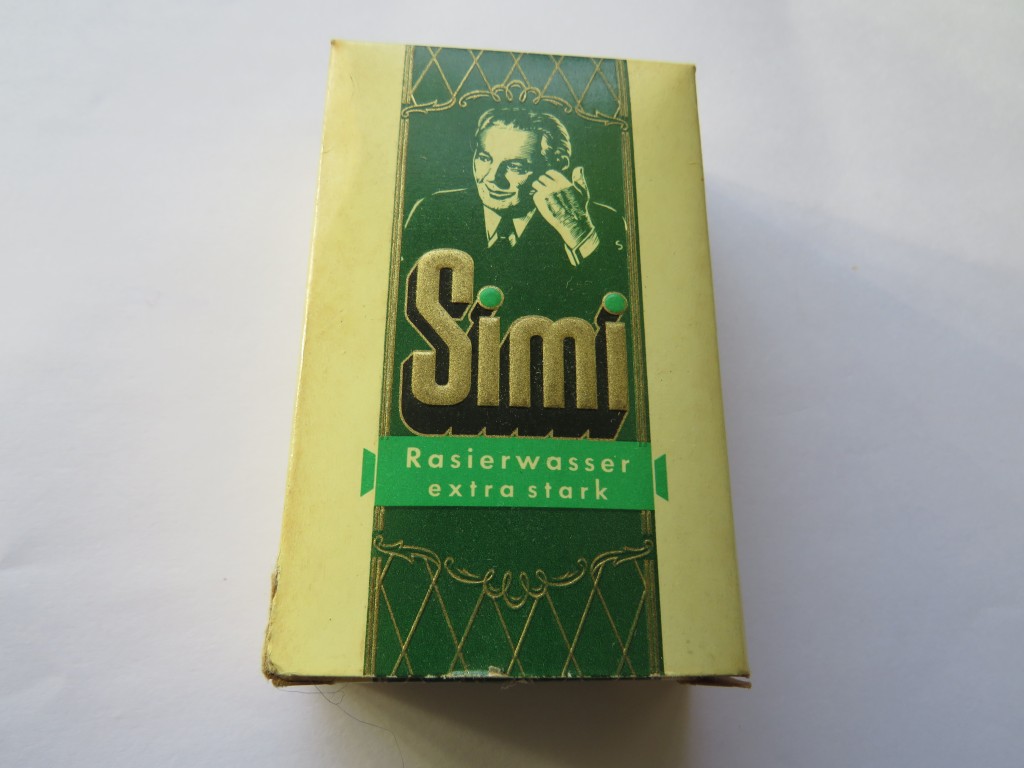 S
Simi
Rasierwasser
extra stark